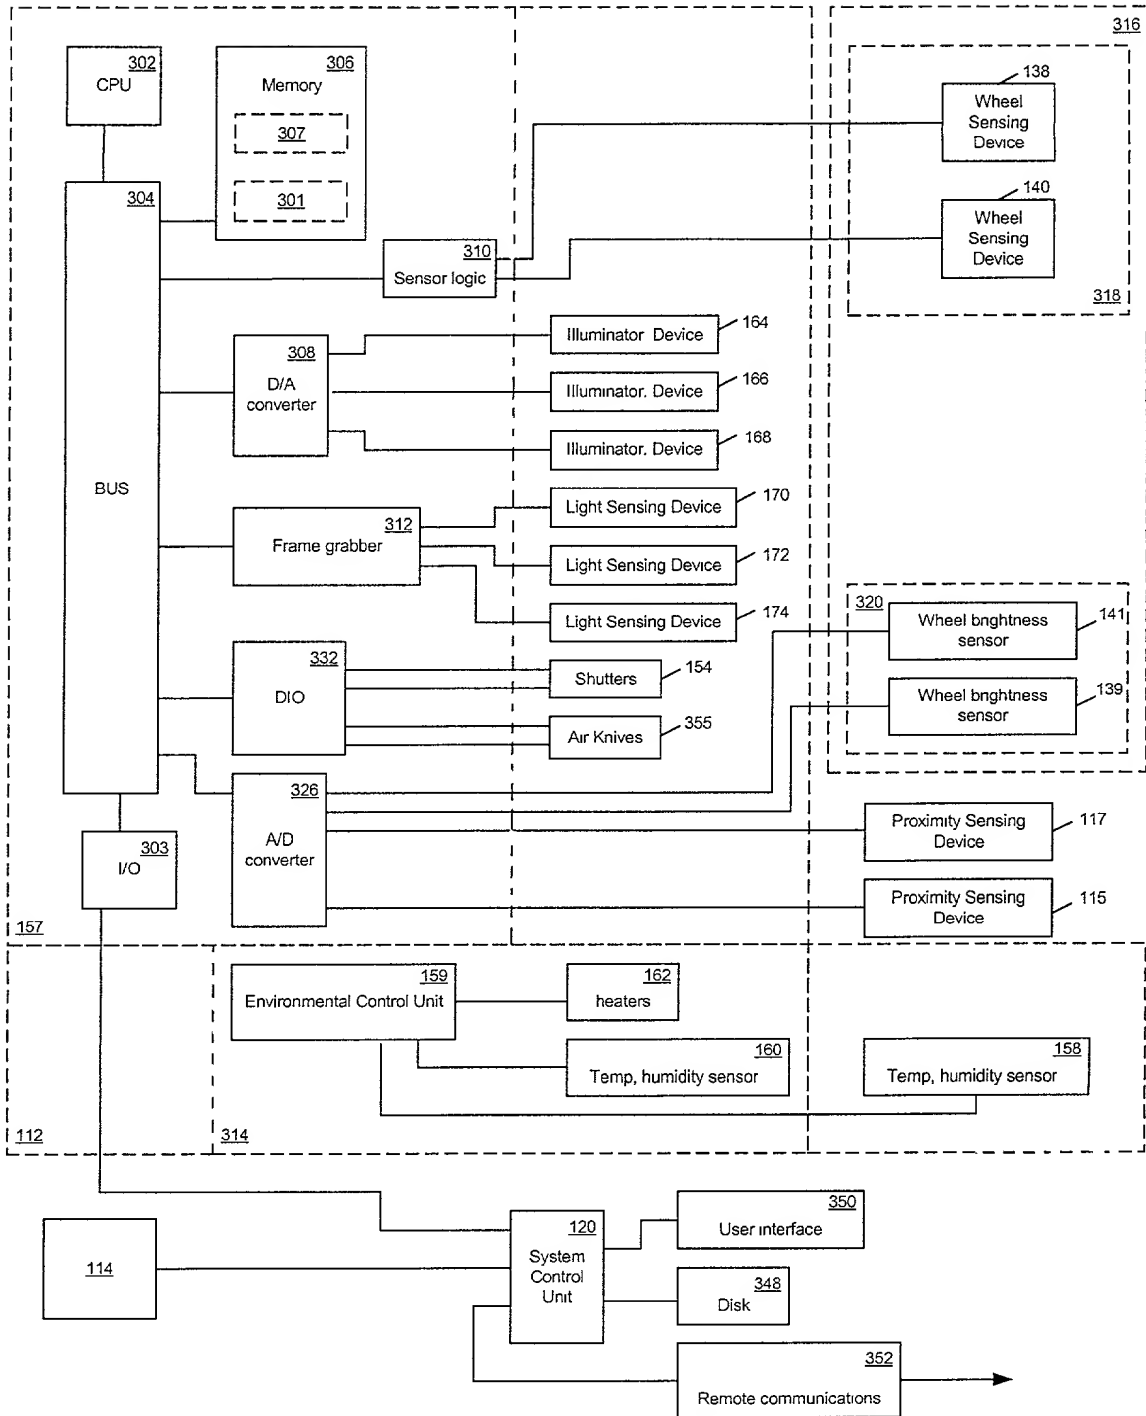 316
302
CPU
306
Memory
307
301
138
Wheel
Sensing
Device
304
BUS
140
Wheel
Sensing
Device
310
Sensor logic
318
308
D/A
converter
Illuminator Device
164
Illuminator. Device
166
Illuminator. Device
168
312
Frame grabber
Light Sensing Device
170
Light Sensing Device
172
Light Sensing Device
174
320
Wheel brightness
sensor
141
Wheel brightness
sensor
139
332
DIO
Shutters
154
Air Knives
355
326
A/D
converter
Proximity Sensing
Device
117
Proximity Sensing
Device
115
303
I/O
157
159
Environmental Control Unit
162
heaters
160
Temp, humidity sensor
158
Temp, humidity sensor
112
314
114
120
System
Control
Unit
350
User interface
348
Disk
352
Remote communications